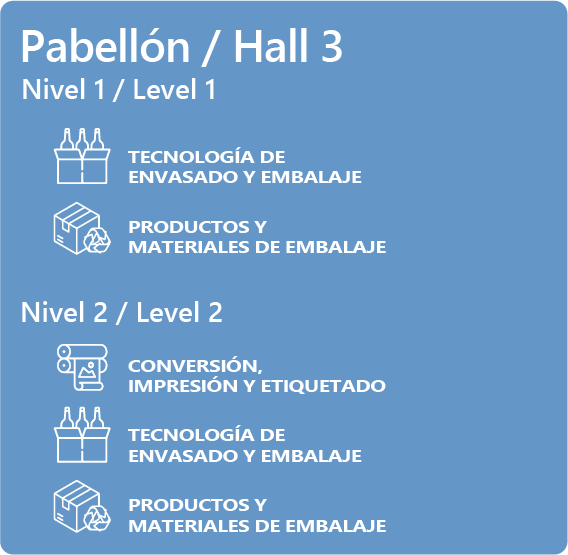 Pabellón / Hall 3
Nivel 1 / Level 1
TECNOLOGÍA DE
ENVASADO Y EMBALAJE
PRODUCTOS Y
MATERIALES DE EMBALAJE
Nivel 2 / Level 2
CONVERSIÓN,
IMPRESIÓN Y ETIQUETADO
TECNOLOGÍA DE
ENVASADO Y EMBALAJE
PRODUCTOS Y
MATERIALES DE EMBALAJE